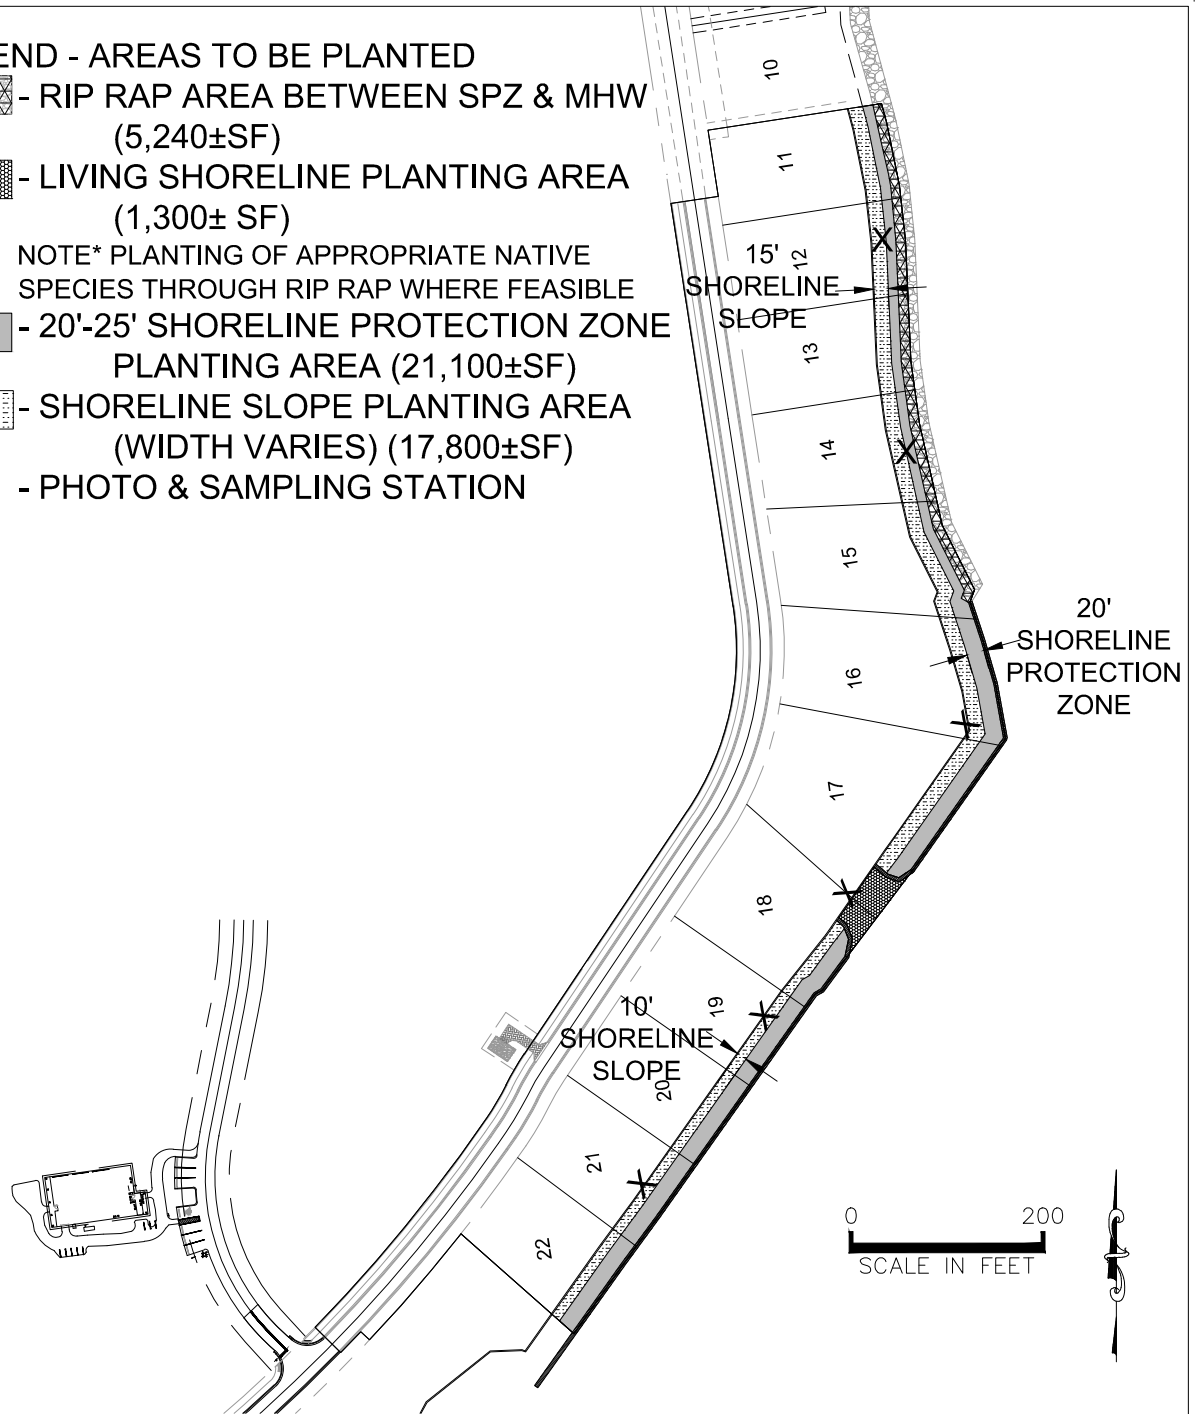 END - AREAS TO BE PLANTED
- RIP RAP AREA BETWEEN SPZ & MHW
(5,240±SF)
- LIVING SHORELINE PLANTING AREA
(1,300± SF)
NOTE* PLANTING OF APPROPRIATE NATIVE
SPECIES THROUGH RIP RAP WHERE FEASIBLE
- 20'-25' SHORELINE PROTECTION ZONE
PLANTING AREA (21,100±SF)
- SHORELINE SLOPE PLANTING AREA
(WIDTH VARIES) (17,800±SF)
- PHOTO & SAMPLING STATION
10
11
12
15'
SHORELINE
SLOPE
13
14
15
16
20'
SHORELINE
PROTECTION
ZONE
17
18
19
10'
SHORELINE
SLOPE
20
21
22
0 200
SCALE IN FEET